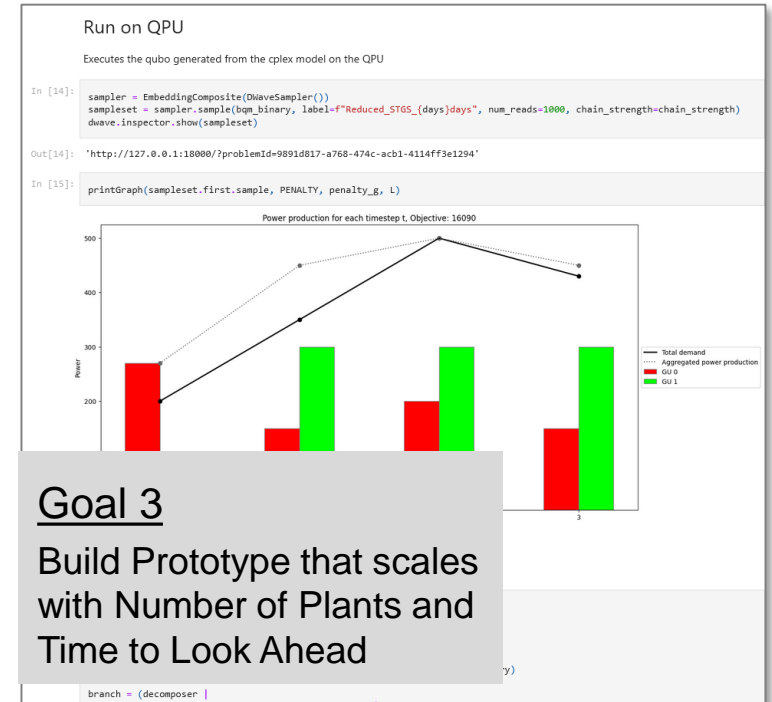 Run on QPU
Executes the qubo generated from the cplex model on the QPU
In [14]:
sampler = EmbeddingComposite(DWaveSampler())
sampleset = sampler.sample(bqm_binary, label=f"Reduced_STGS_{days}days", num_reads=1000, chain_strength=chain_strength)
dwave.inspector.show(sampleset)
Out[14]: 'http://127.0.0.1:18000/?problemId=9891d817-a768-474c-acb1-4114ff3e1294'
In [15]:
printGraph(sampleset.first.sample, PENALTY, penalty_g, L)
Power production for each timestep t, Objective: 16090
500
400
300
200
Power
Total demand
Aggregated power production
GU 0
GU 1
3
Goal 3
Build Prototype that scales
with Number of Plants and
Time to Look Ahead
ry)
branch = (decomposer |